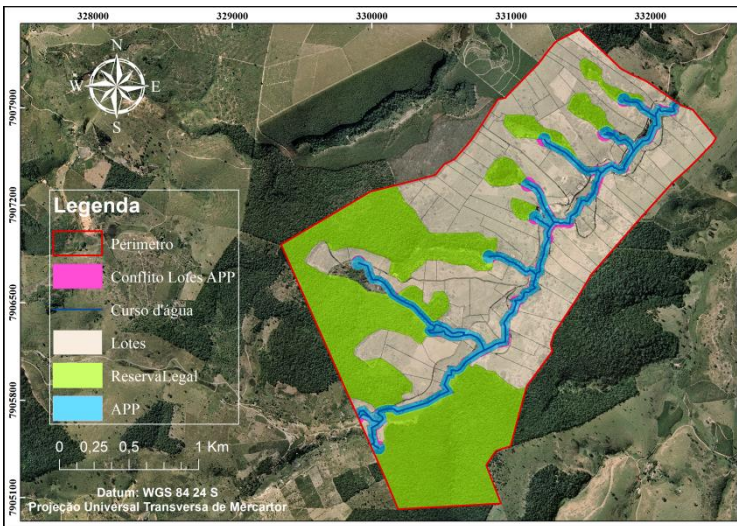 328000 329000 330000 331000 332000
7907900
7907200
7906500
7905800
7905100
N
W E
S
Legenda
Perímetro
Conflito Lotes APP
Curso d'água
Lotes
ReservaLegal
APP
0 0,25 0,5 1 Km
Datum: WGS 84 24 S
Projeção Universal Transversa de Mercartor